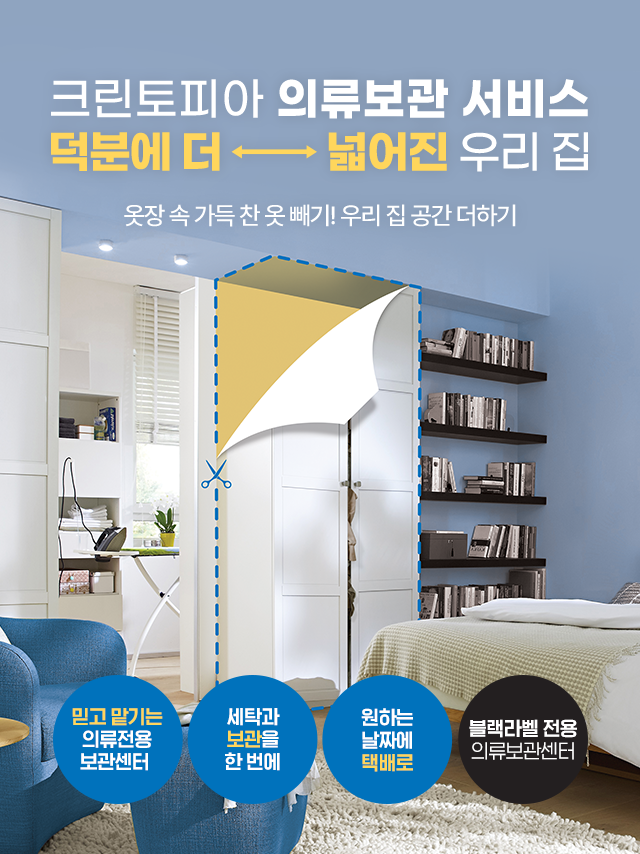 크린토피아 의류보관 서비스
덕분에 더 넓어진 우리 집
옷장 속 가득 찬 옷 빼기! 우리 집 공간 더하기
믿고 맡기는
의류전용
보관센터
세탁과
보관을
한 번에
원하는
날짜에
택배로
블랙라벨 전용
의류보관센터